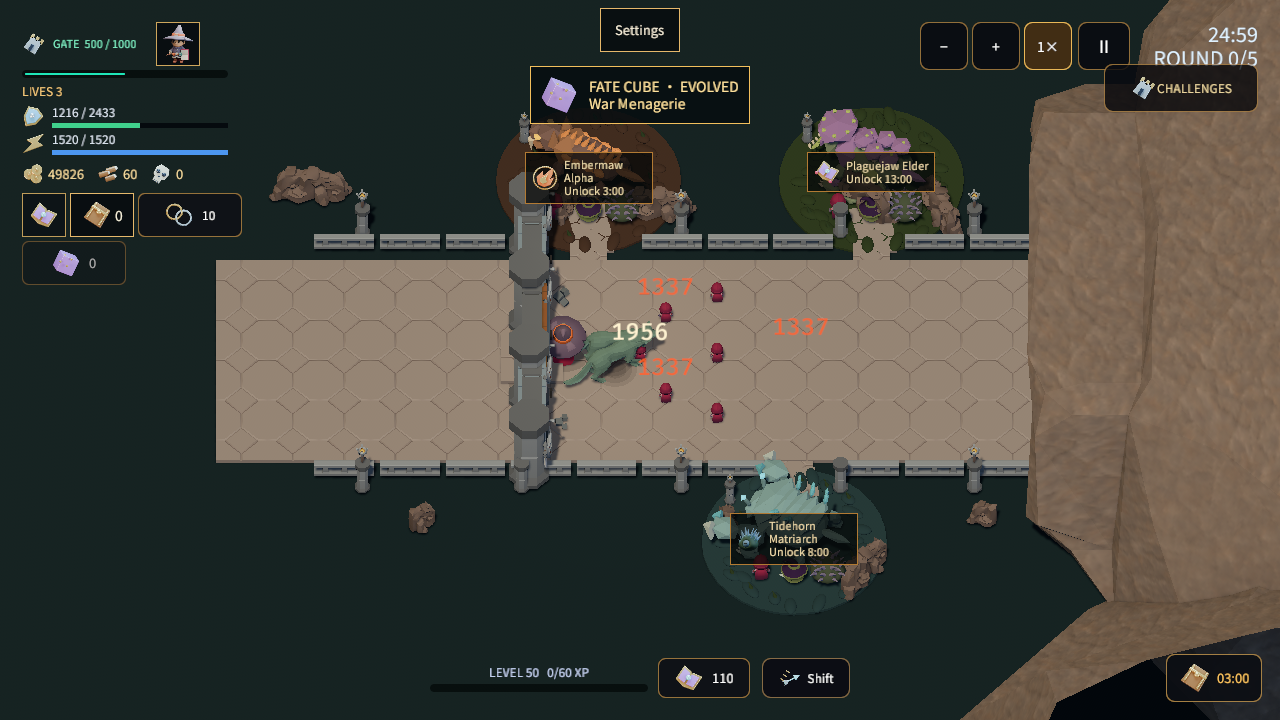 GATE 500 / 1000
LIVES 3
1216 / 2433
1520 / 1520
49826
60
0
0
10
0
Settings
FATE CUBE • EVOLVED
War Menagerie
−
+
1×
24:59
ROUND 0/5
CHALLENGES
Embermaw
Alpha
Unlock 3:00
Plaguejaw Elder
Unlock 13:00
1337
1956
1337
1337
Tidehorn
Matriarch
Unlock 8:00
LEVEL 50 0/60 XP
110
Shift
03:00